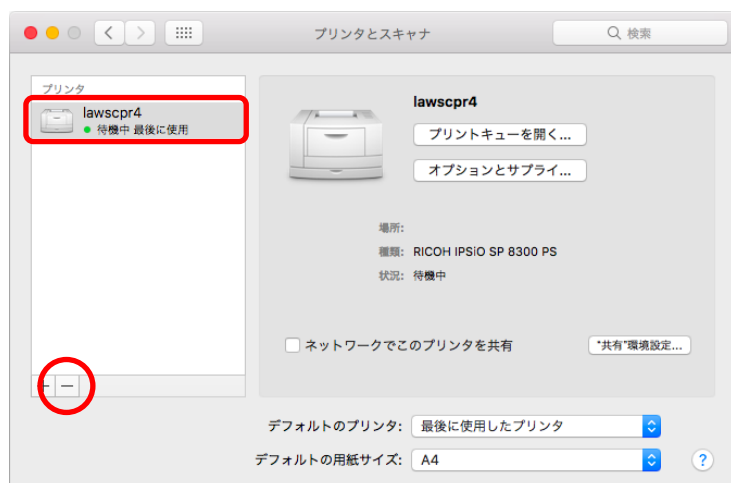 プリンタとスキャナ
検索
プリンタ
lawscpr4
待機中 最後に使用
lawscpr4
プリントキューを開く...
オプションとサプライ...
場所:
種類: RICOH IPSiO SP 8300 PS
状況: 待機中
ネットワークでこのプリンタを共有
"共有"環境設定...
デフォルトのプリンタ: 最後に使用したプリンタ
デフォルトの用紙サイズ: A4
?